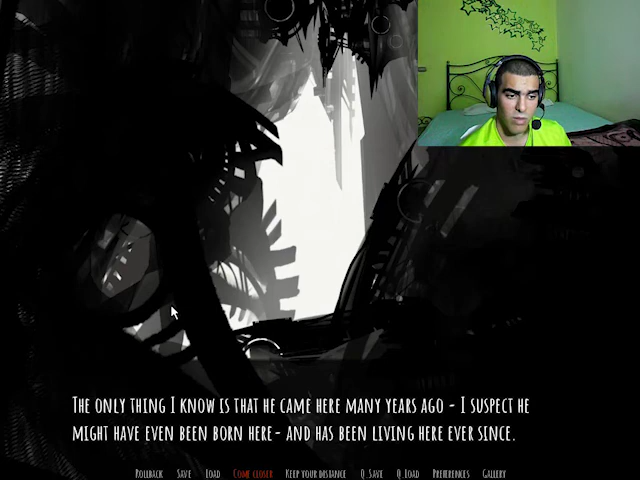 The only thing I know is that he came here many years ago - I suspect he
might have even been born here- and has been living here ever since.
Rollback Save Load Come closer Keep your distance Q.Save Q.Load Preferences Gallery